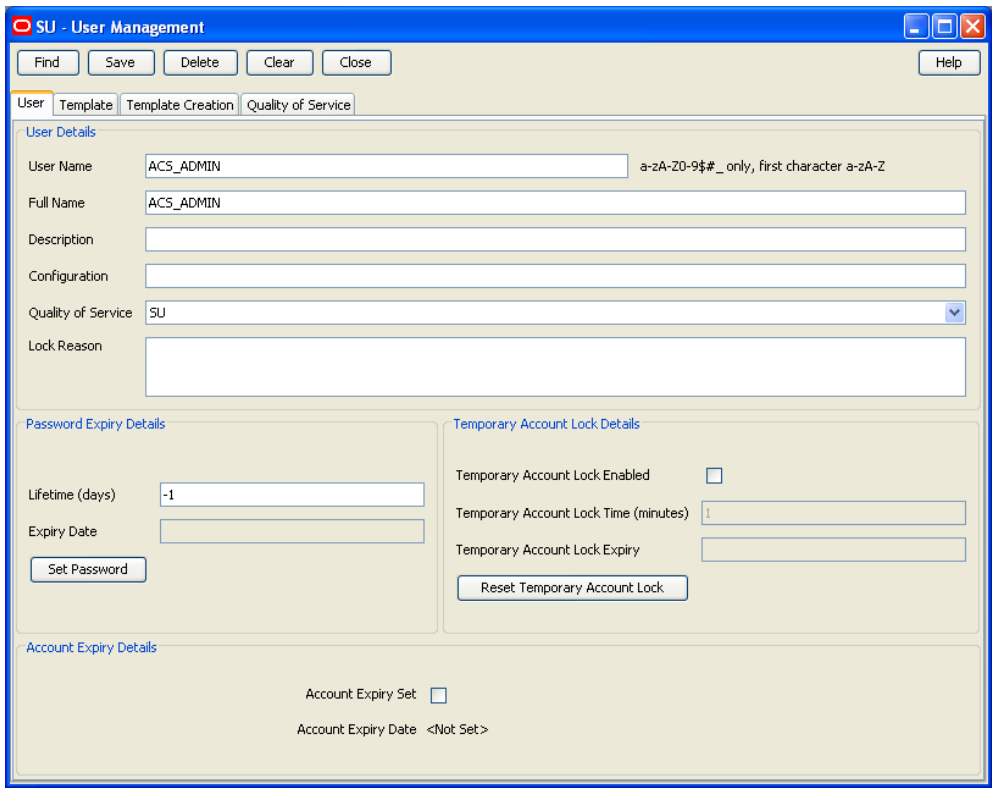 SU - User Management
Find Save Delete Clear Close Help
User Template Template Creation Quality of Service
User Details
User Name ACS_ADMIN a-zA-Z0-9$#_ only, first character a-zA-Z
Full Name ACS_ADMIN
Description
Configuration
Quality of Service SU
Lock Reason
Password Expiry Details
Lifetime (days) -1
Expiry Date
Set Password
Temporary Account Lock Details
Temporary Account Lock Enabled
Temporary Account Lock Time (minutes) 1
Temporary Account Lock Expiry
Reset Temporary Account Lock
Account Expiry Details
Account Expiry Set
Account Expiry Date <Not Set>